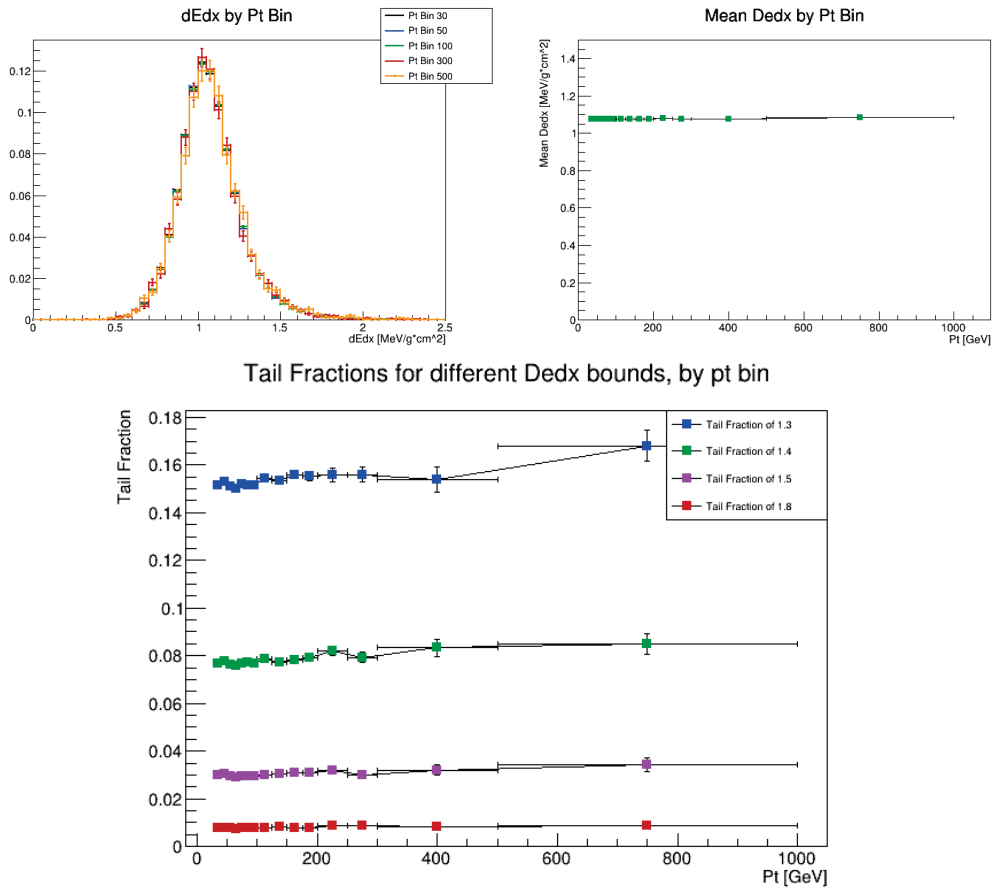 dEdx by Pt Bin
Pt Bin 30
Pt Bin 50
Pt Bin 100
Pt Bin 300
Pt Bin 500
0.12
0.1
0.08
0.06
0.04
0.02
0
0 0.5 1 1.5 2 2.5
dEdx [MeV/g*cm^2]
Mean Dedx by Pt Bin
Mean Dedx [MeV/g*cm^2]
1.4
1.2
1
0.8
0.6
0.4
0.2
0
0 200 400 600 800 1000
Pt [GeV]
Tail Fractions for different Dedx bounds, by pt bin
Tail Fraction
0.18
0.16
0.14
0.12
0.1
0.08
0.06
0.04
0.02
0
Tail Fraction of 1.3
Tail Fraction of 1.4
Tail Fraction of 1.5
Tail Fraction of 1.8
0 200 400 600 800 1000
Pt [GeV]